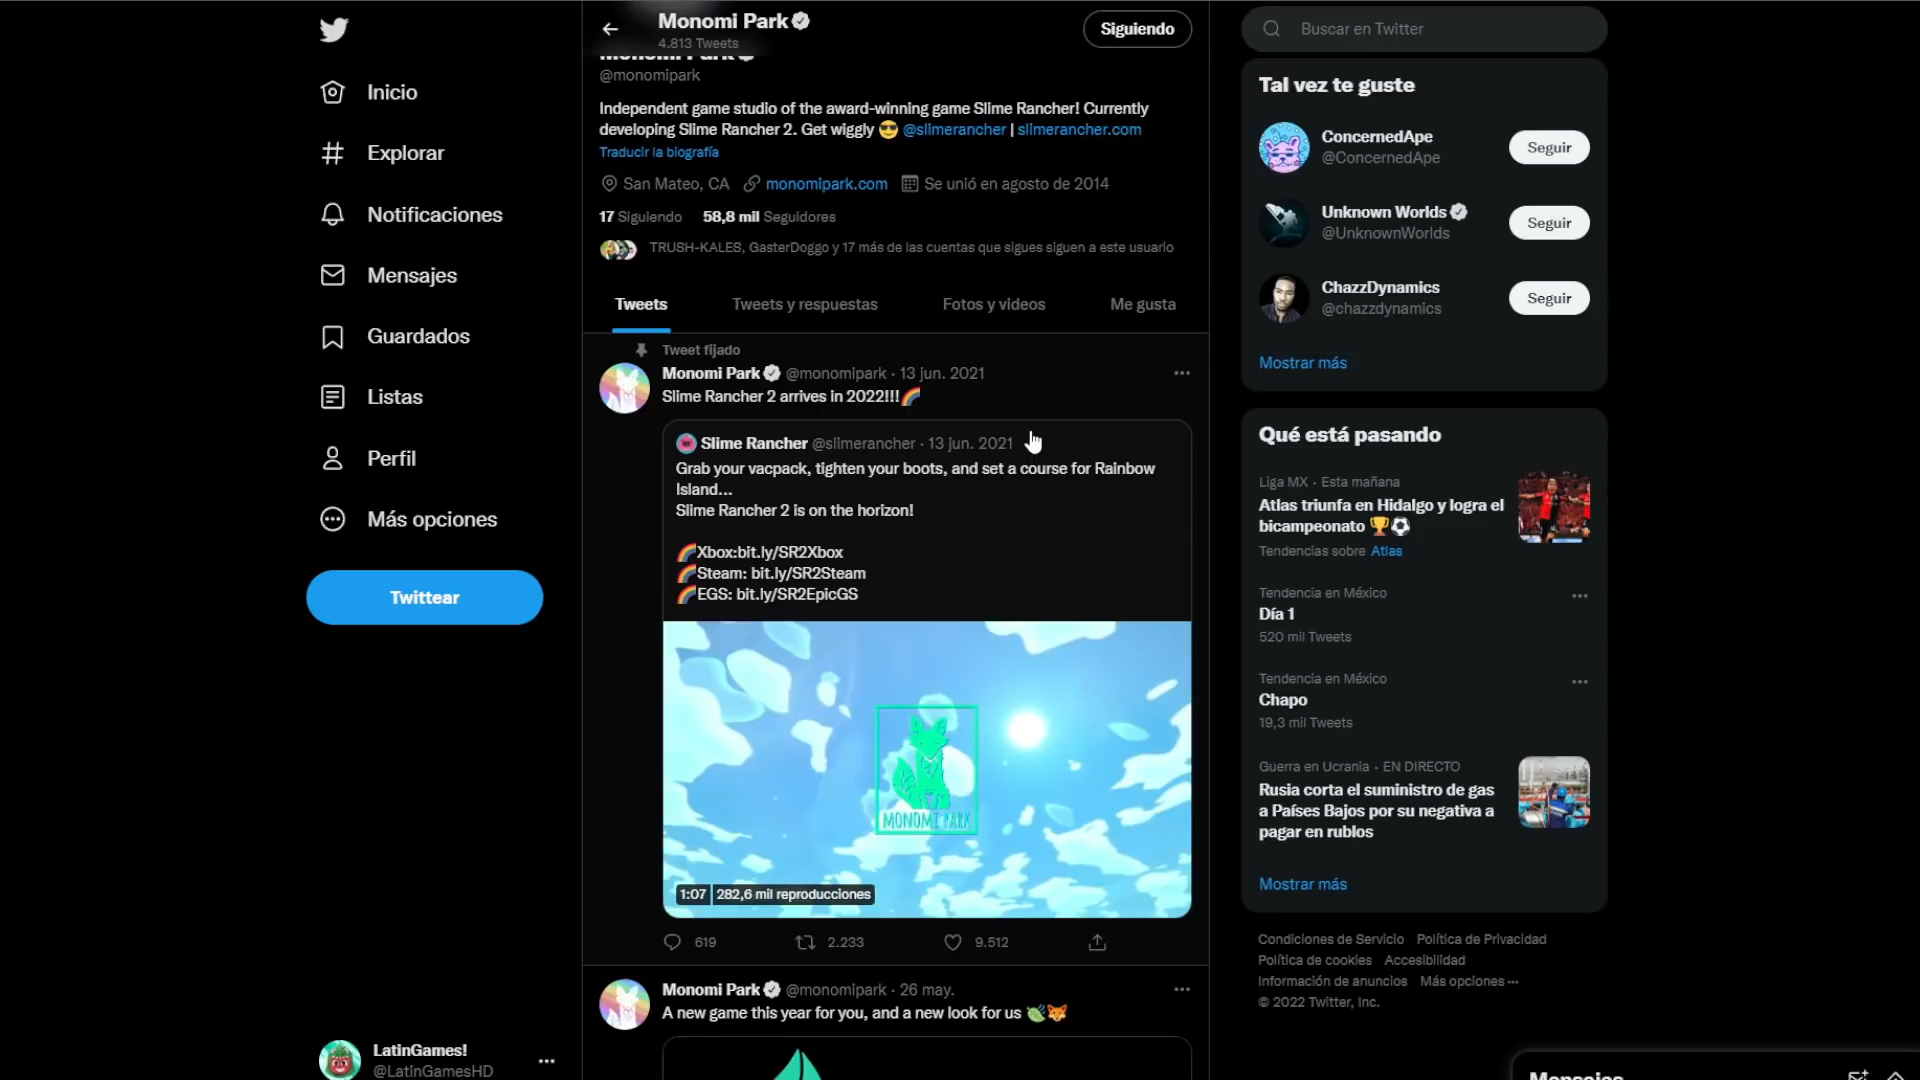 Inicio
Explorar
Notificaciones
Mensajes
Guardados
Listas
Perfil
Más opciones
Twittear
LatinGames!
@LatinGamesHD
Monomi Park
4.813 Tweets
Siguiendo
Monomi Park
@monomipark
Independent game studio of the award-winning game Slime Rancher! Currently
developing Slime Rancher 2. Get wiggly 😎 @slimerancher | slimerancher.com
Traducir la biografía
San Mateo, CA monomipark.com Se unió en agosto de 2014
17 Siguiendo 58,8 mil Seguidores
TRUSH-KALES, GasterDoggo y 17 más de las cuentas que sigues siguen a este usuario
Tweets Tweets y respuestas Fotos y videos Me gusta
Tweet fijado
Monomi Park @monomipark · 13 jun. 2021
Slime Rancher 2 arrives in 2022!!!🌈
Slime Rancher @slimerancher · 13 jun. 2021
Grab your vacpack, tighten your boots, and set a course for Rainbow
Island...
Slime Rancher 2 is on the horizon!
🌈Xbox:bit.ly/SR2Xbox
🌈Steam: bit.ly/SR2Steam
🌈EGS: bit.ly/SR2EpicGS
MONOMI PARK
1:07 282,6 mil reproducciones
619 2.233 9.512
Monomi Park @monomipark · 26 may.
A new game this year for you, and a new look for us 🍃🦊
Buscar en Twitter
Tal vez te guste
ConcernedApe
@ConcernedApe
Seguir
Unknown Worlds
@UnknownWorlds
Seguir
ChazzDynamics
@chazzdynamics
Seguir
Mostrar más
Qué está pasando
Liga MX · Esta mañana
Atlas triunfa en Hidalgo y logra el
bicampeonato 🏆⚽
Tendencias sobre Atlas
Tendencia en México
Día 1
520 mil Tweets
Tendencia en México
Chapo
19,3 mil Tweets
Guerra en Ucrania · EN DIRECTO
Rusia corta el suministro de gas
a Países Bajos por su negativa a
pagar en rublos
Mostrar más
Condiciones de Servicio Política de Privacidad
Política de cookies Accesibilidad
Información de anuncios Más opciones ···
© 2022 Twitter, Inc.
Mensajes